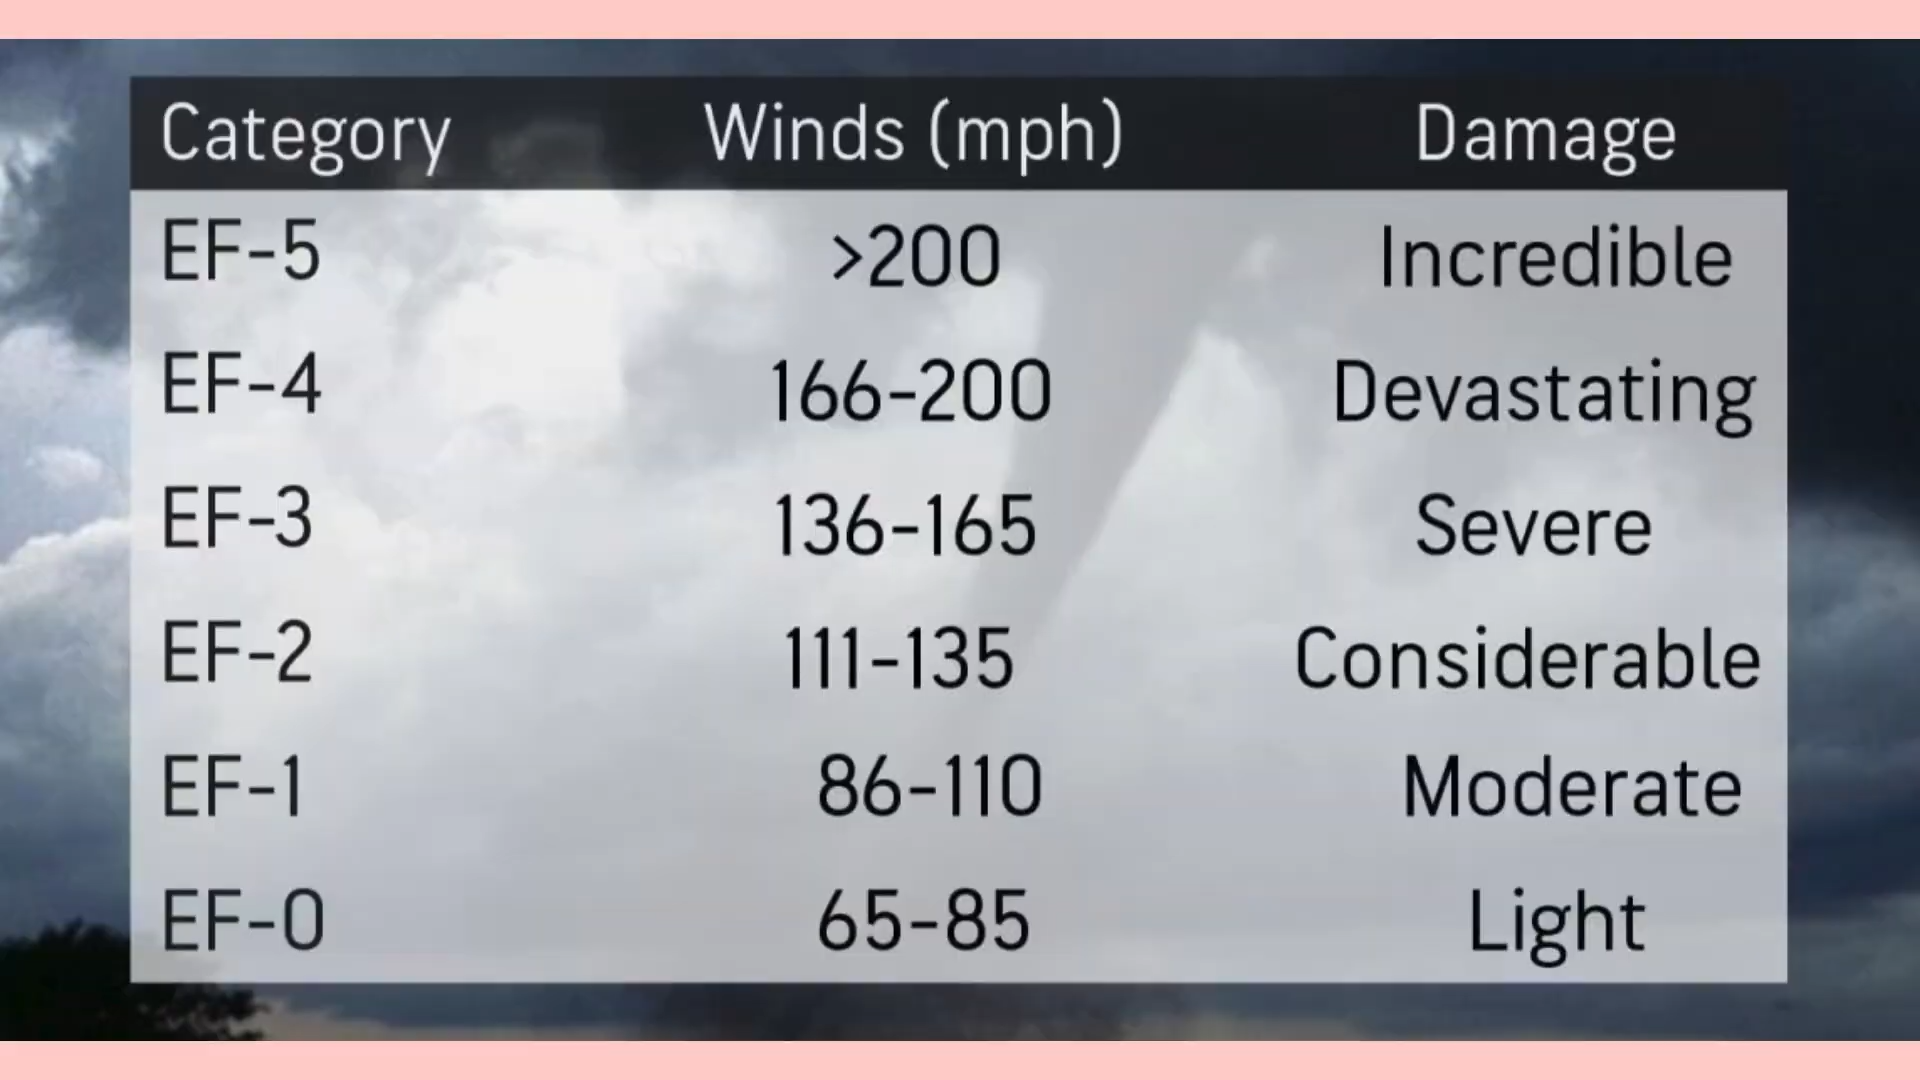 Category Winds (mph) Damage
EF-5 >200 Incredible
EF-4 166-200 Devastating
EF-3 136-165 Severe
EF-2 111-135 Considerable
EF-1 86-110 Moderate
EF-0 65-85 Light